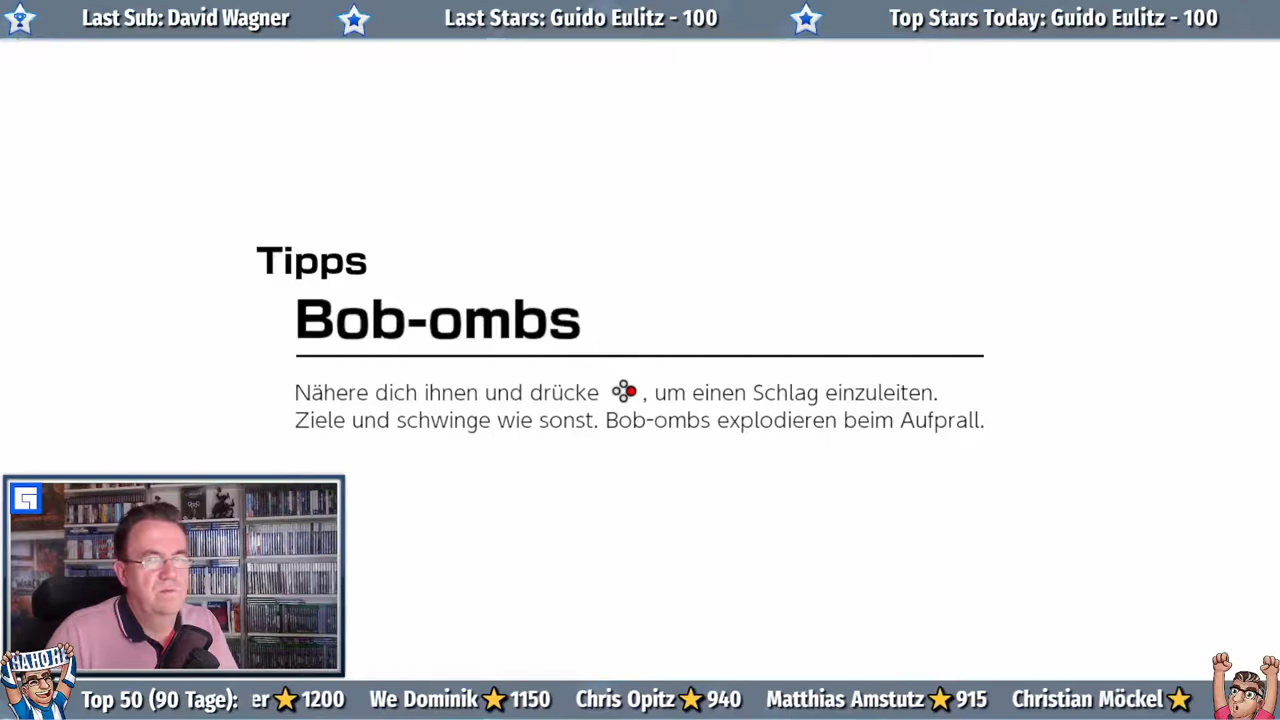 Last Sub: David Wagner
Last Stars: Guido Eulitz - 100
Top Stars Today: Guido Eulitz - 100
Tipps
Bob-ombs
Nähere dich ihnen und drücke , um einen Schlag einzuleiten.
Ziele und schwinge wie sonst. Bob-ombs explodieren beim Aufprall.
HAHOHE
Top 50 (90 Tage): er 1200 We Dominik 1150 Chris Opitz 940 Matthias Amstutz 915 Christian Möckel